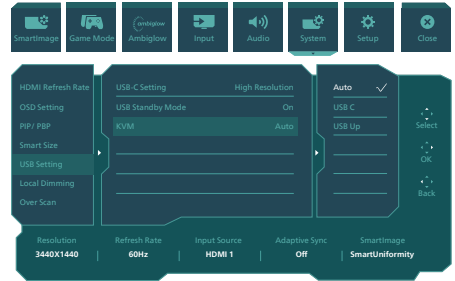 ambiglow
SmartImage Game Mode Ambiglow Input Audio System Setup Close
HDMI Refresh Rate USB-C Setting High Resolution Auto
OSD Setting USB Standby Mode On USB C
PIP/ PBP KVM Auto USB Up Select
Smart Size
USB Setting OK
Local Dimming
Over Scan Back
Resolution Refresh Rate Input Source Adaptive Sync SmartImage
3440X1440 60Hz HDMI 1 Off SmartUniformity